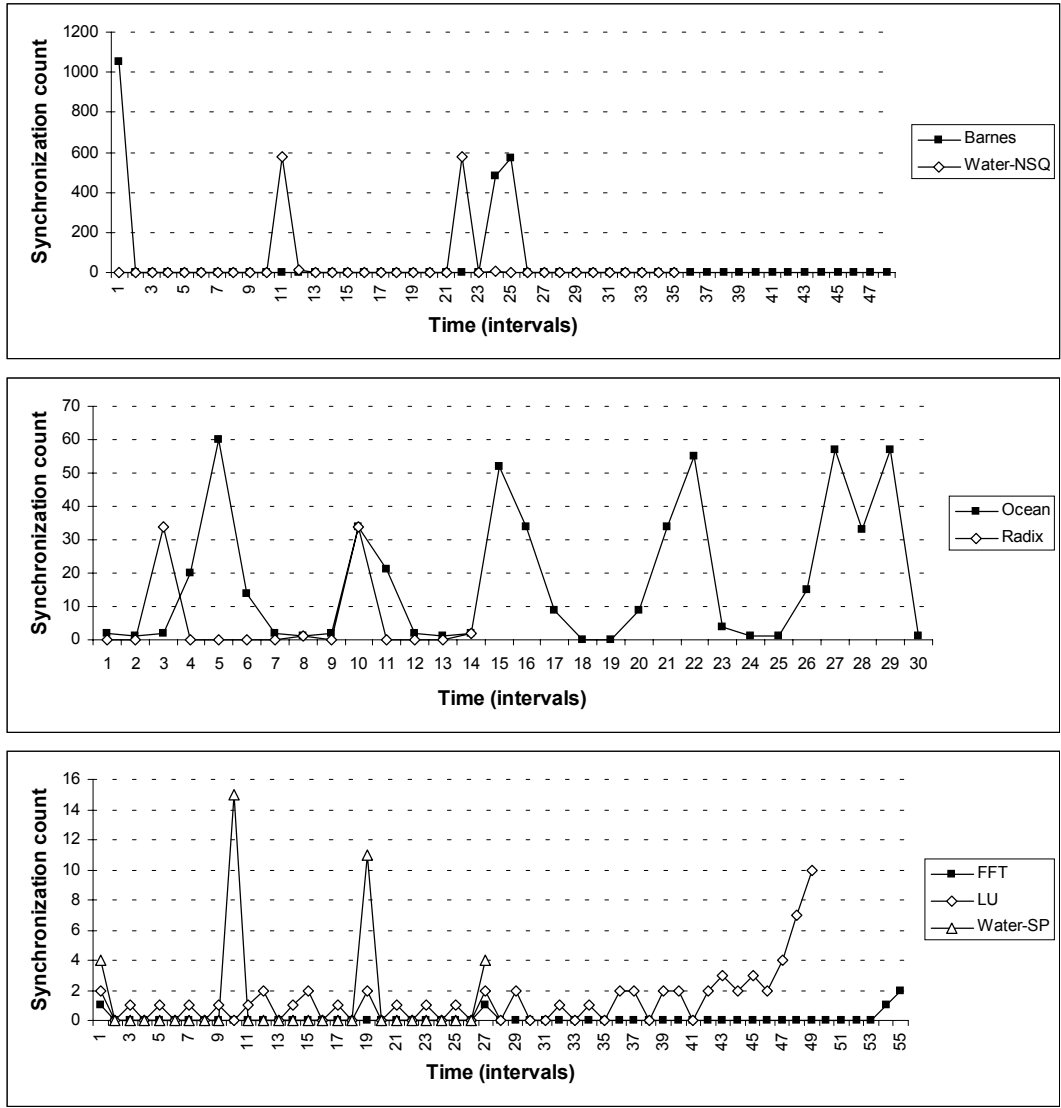 Synchronization count
1200
1000
800
600
400
200
0
1 3 5 7 9 11 13 15 17 19 21 23 25 27 29 31 33 35 37 39 41 43 45 47
Time (intervals)
Barnes
Water-NSQ
Synchronization count
70
60
50
40
30
20
10
0
1 2 3 4 5 6 7 8 9 10 11 12 13 14 15 16 17 18 19 20 21 22 23 24 25 26 27 28 29 30
Time (intervals)
Ocean
Radix
Synchronization count
16
14
12
10
8
6
4
2
0
1 3 5 7 9 11 13 15 17 19 21 23 25 27 29 31 33 35 37 39 41 43 45 47 49 51 53 55
Time (intervals)
FFT
LU
Water-SP